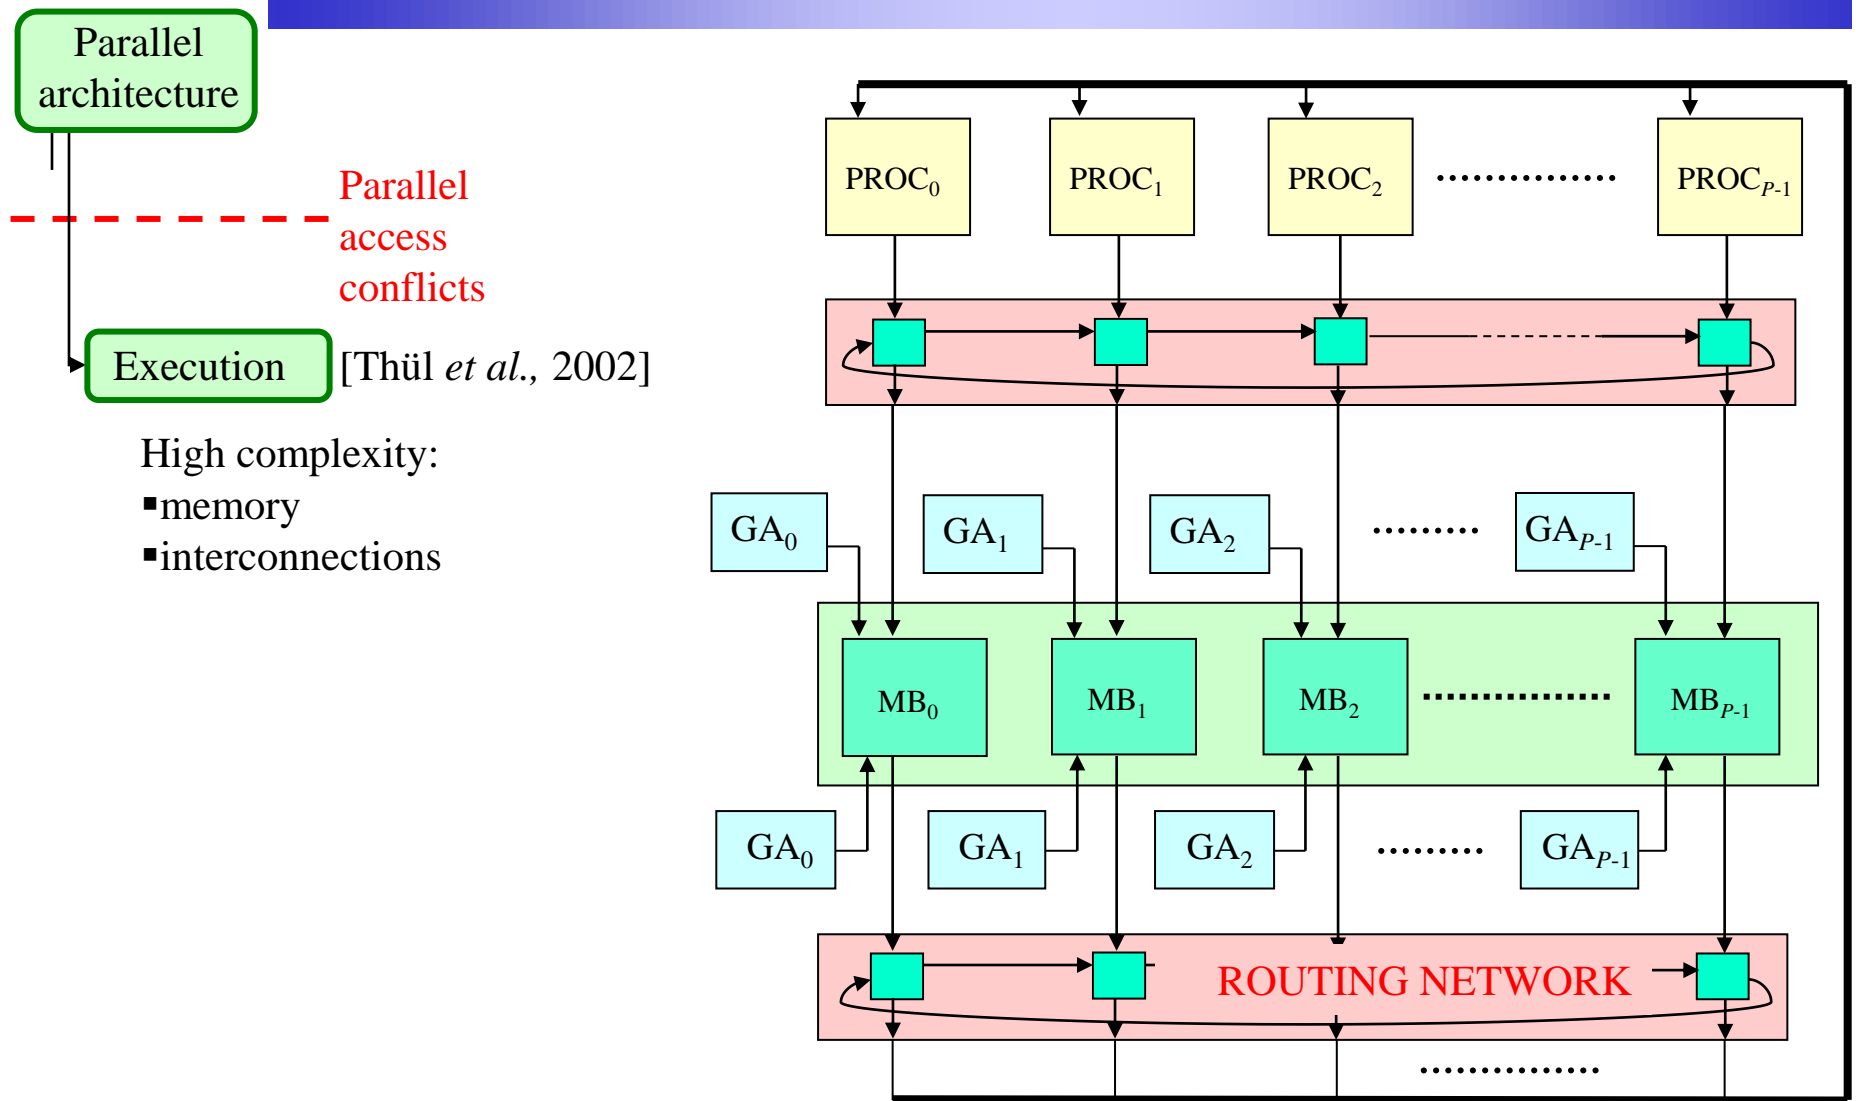 Parallel
architecture
Parallel
access
conflicts
Execution [Thül et al., 2002]
High complexity:
▪memory
▪interconnections
PROC0 PROC1 PROC2 ............... PROCP-1
GA0 GA1 GA2 ......... GAP-1
MB0 MB1 MB2 ................ MBP-1
GA0 GA1 GA2 ......... GAP-1
ROUTING NETWORK
...............